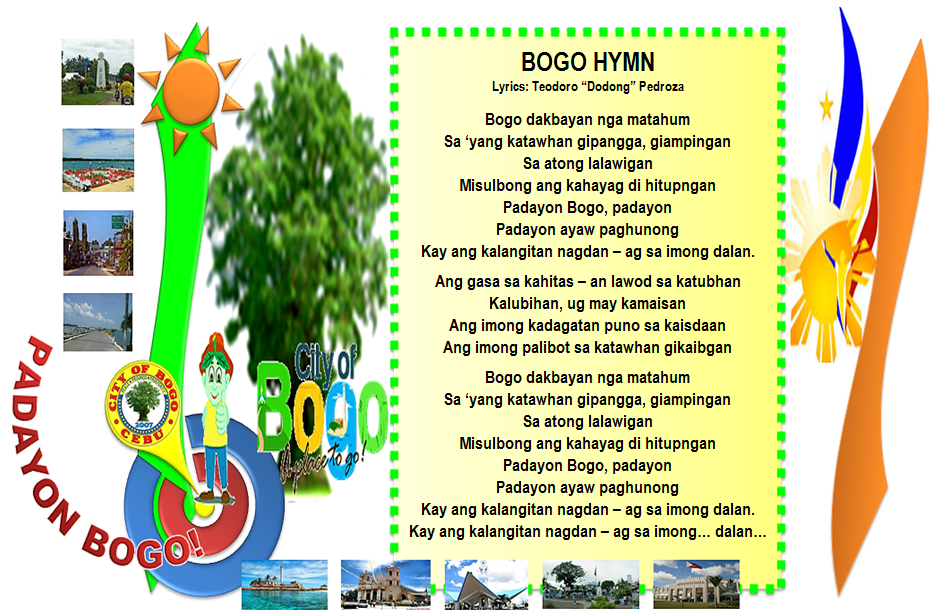 BOGO HYMN
Lyrics: Teodoro “Dodong” Pedroza
Bogo dakbayan nga matahum
Sa ‘yang katawhan gipangga, giampingan
Sa atong lalawigan
Misulbong ang kahayag di hitupngan
Padayon Bogo, padayon
Padayon ayaw paghunong
Kay ang kalangitan nagdan – ag sa imong dalan.
Ang gasa sa kahitas – an lawod sa katubhan
Kalubihan, ug may kamaisan
Ang imong kadagatan puno sa kaisdaan
Ang imong palibot sa katawhan gikaibgan
Bogo dakbayan nga matahum
Sa ‘yang katawhan gipangga, giampingan
Sa atong lalawigan
Misulbong ang kahayag di hitupngan
Padayon Bogo, padayon
Padayon ayaw paghunong
Kay ang kalangitan nagdan – ag sa imong dalan.
Kay ang kalangitan nagdan – ag sa imong... dalan...
City of
Bogo
A place to go!
CITY OF BOGO
2007
CEBU
PADAYON BOGO!